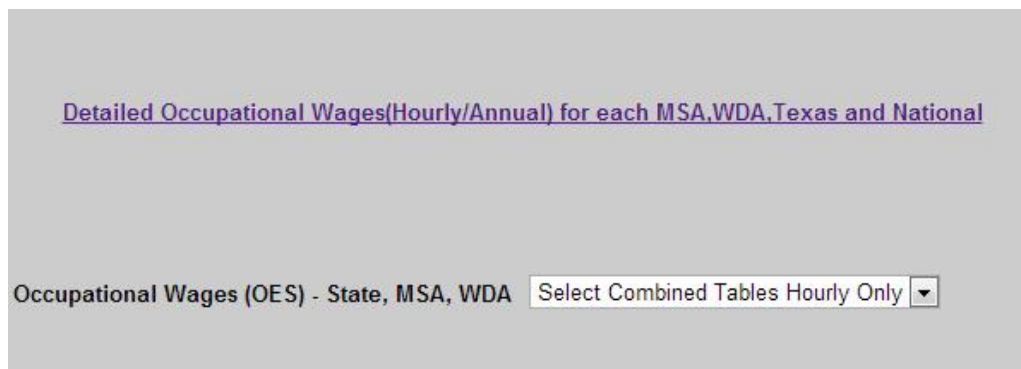 Detailed Occupational Wages(Hourly/Annual) for each MSA,WDA,Texas and National
Occupational Wages (OES) - State, MSA, WDA Select Combined Tables Hourly Only